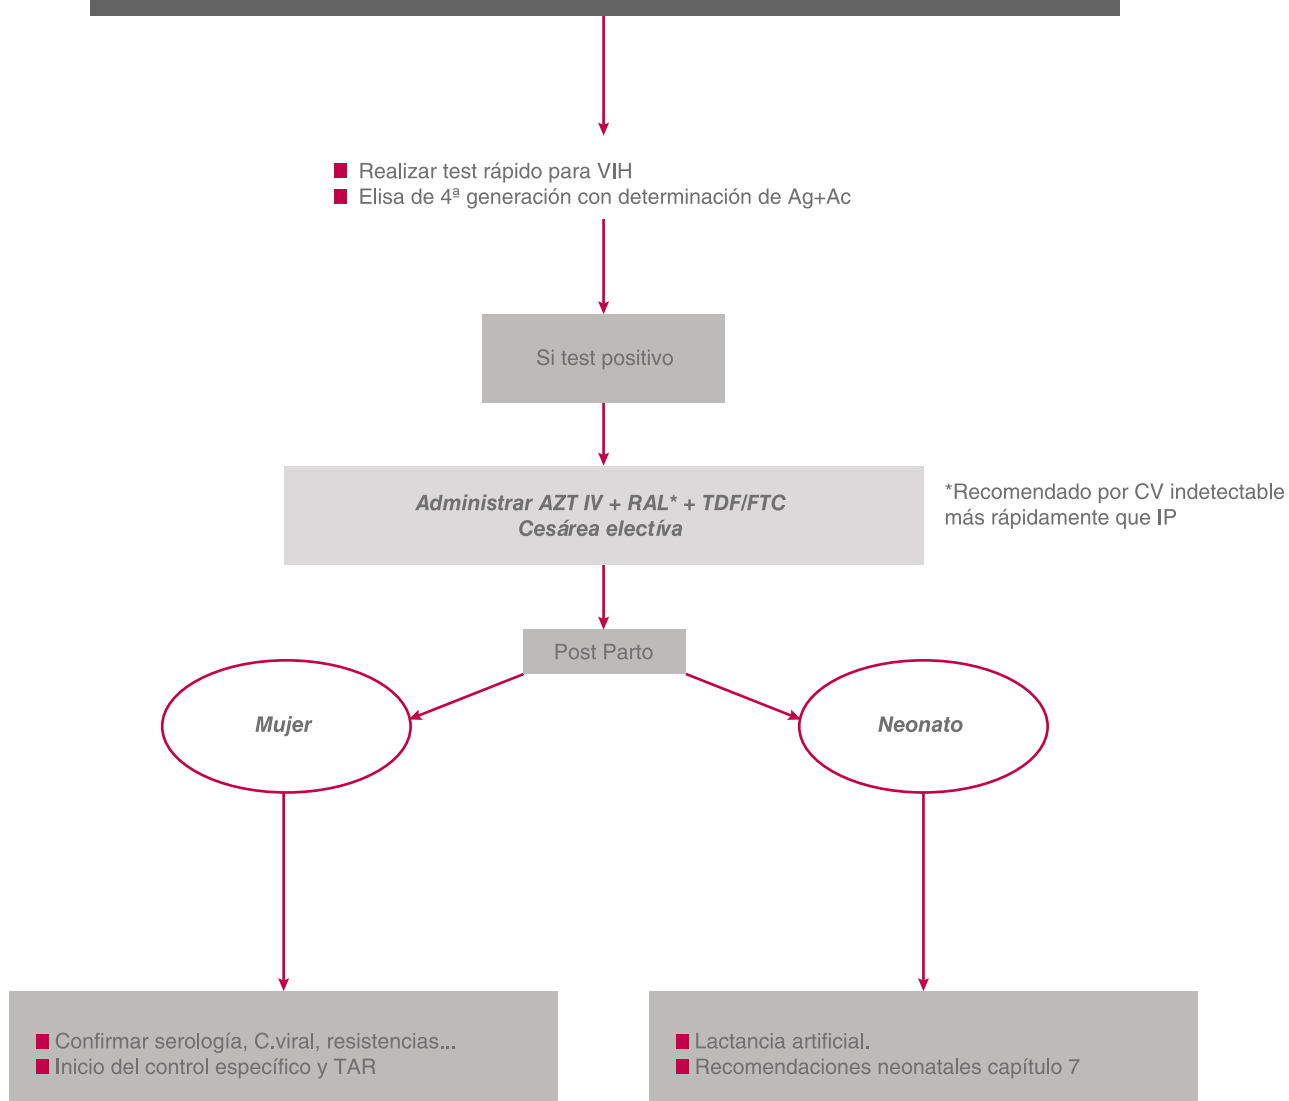 Realizar test rápido para VIH
Elisa de 4ª generación con determinación de Ag+Ac
Si test positivo
Administrar AZT IV + RAL* + TDF/FTC
Cesárea electíva
*Recomendado por CV indetectable
más rápidamente que IP
Post Parto
Mujer
Neonato
Confirmar serología, C.viral, resistencias...
Inicio del control específico y TAR
Lactancia artificial.
Recomendaciones neonatales capítulo 7